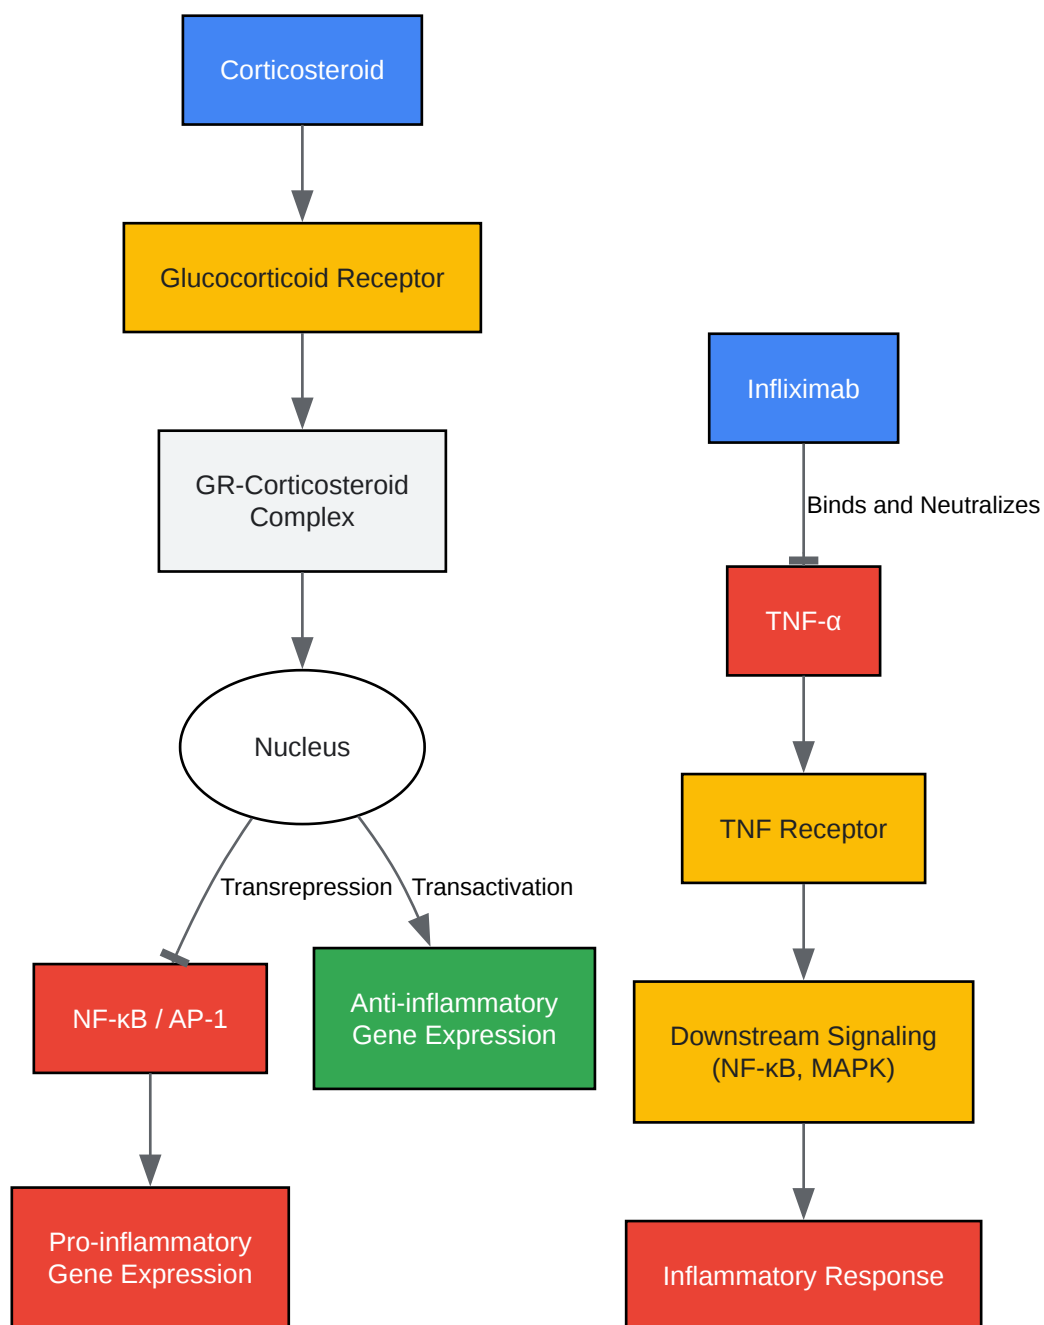 Corticosteroid
Glucocorticoid Receptor
GR-Corticosteroid
Complex
Nucleus
Transrepression
Transactivation
NF-κB / AP-1
Anti-inflammatory
Gene Expression
Pro-inflammatory
Gene Expression
Infliximab
Binds and Neutralizes
TNF-α
TNF Receptor
Downstream Signaling
(NF-κB, MAPK)
Inflammatory Response